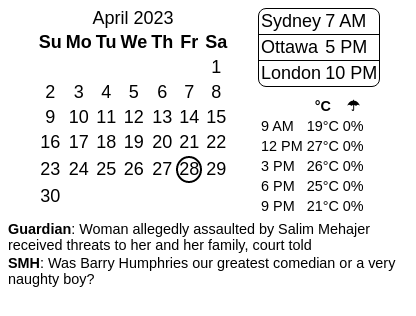 April 2023
Su Mo Tu We Th Fr Sa
1
2 3 4 5 6 7 8
9 10 11 12 13 14 15
16 17 18 19 20 21 22
23 24 25 26 27 28 29
30
Sydney 7 AM
Ottawa 5 PM
London 10 PM
°C ☂
9 AM 19°C 0%
12 PM 27°C 0%
3 PM 26°C 0%
6 PM 25°C 0%
9 PM 21°C 0%
Guardian: Woman allegedly assaulted by Salim Mehajer
received threats to her and her family, court told
SMH: Was Barry Humphries our greatest comedian or a very
naughty boy?